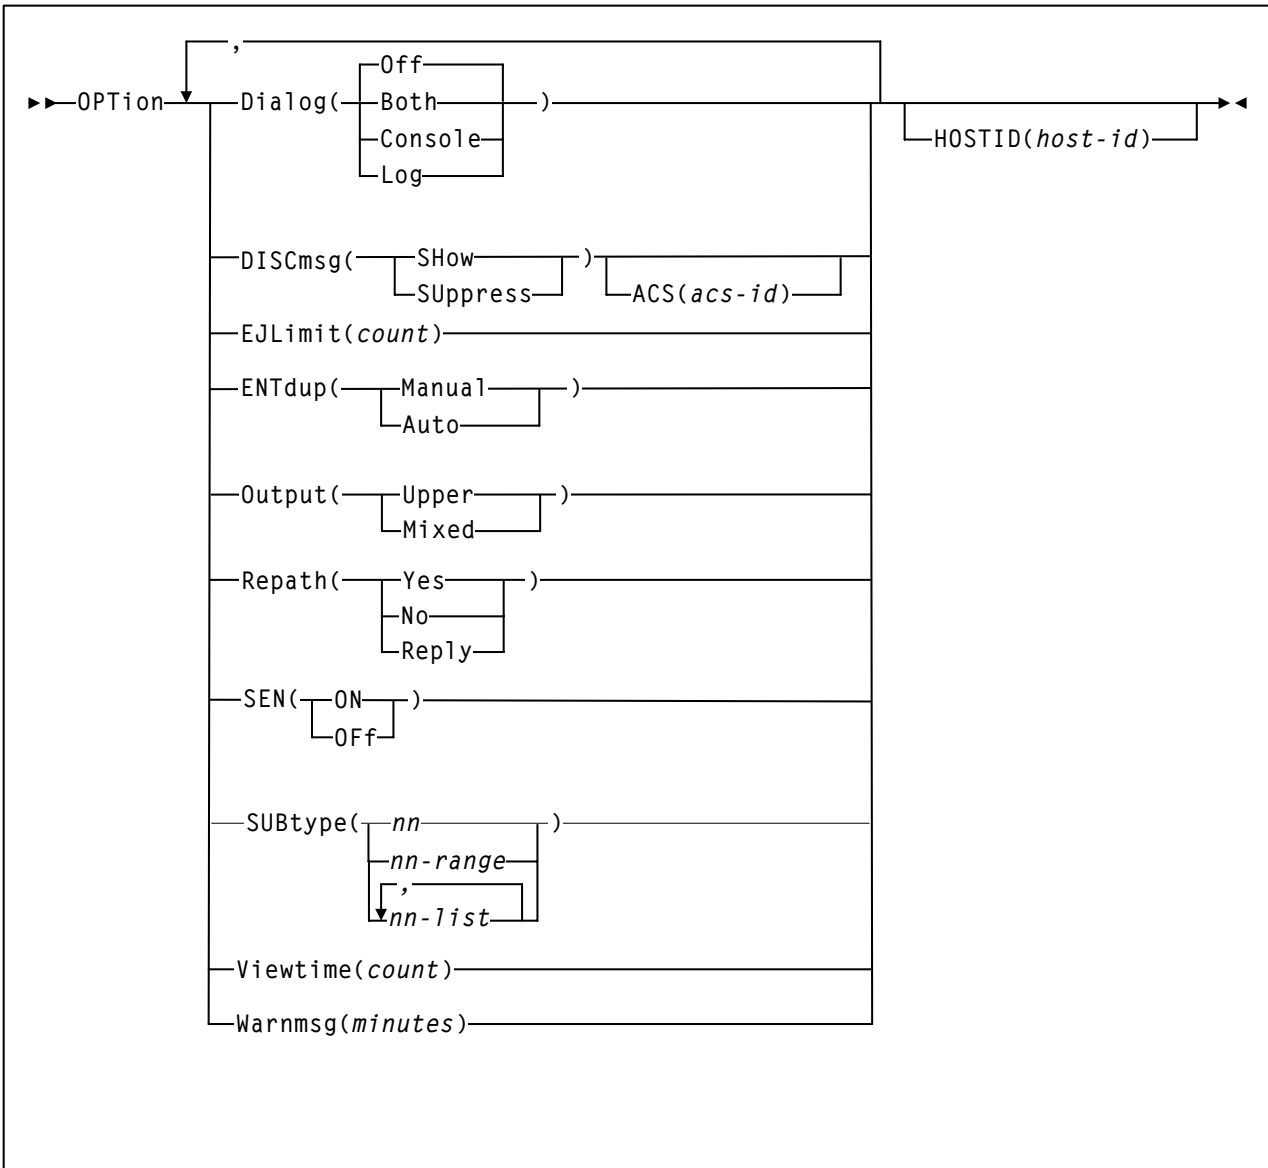 ,
Off
OPTion Dialog( Both )
Console
HOSTID(host-id)
Log
DISCmsg( SHow )
SUppress ACS(acs-id)
EJLimit(count)
ENTdup( Manual )
Auto
Output( Upper )
Mixed
Repath( Yes )
No
Reply
SEN( ON )
OFf
SUBtype( nn )
nn-range
,
nn-list
Viewtime(count)
Warnmsg(minutes)